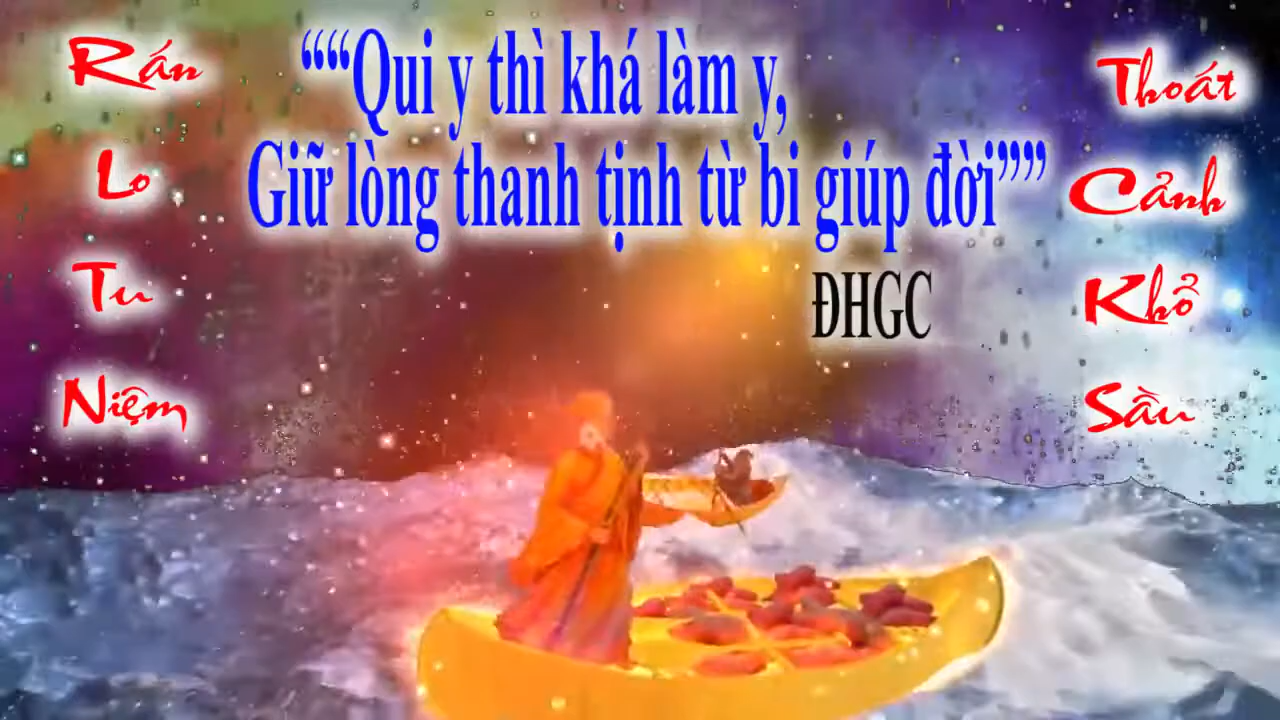 ““Qui y thì khá làm y,
Giữ lòng thanh tịnh từ bi giúp đời””
ĐHGC
Rán
Lo
Tu
Niệm
Thoát
Cảnh
Khổ
Sầu